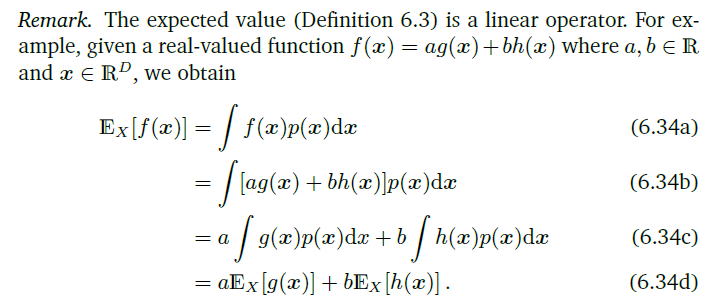 Remark. The expected value (Definition 6.3) is a linear operator. For ex-
ample, given a real-valued function f(x) = ag(x)+bh(x) where a, b ∈ ℝ
and x ∈ ℝᴰ, we obtain
𝔼_X[f(x)] = ∫ f(x)p(x)dx (6.34a)
= ∫[ag(x) + bh(x)]p(x)dx (6.34b)
= a ∫ g(x)p(x)dx + b ∫ h(x)p(x)dx (6.34c)
= a𝔼_X[g(x)] + b𝔼_X[h(x)] . (6.34d)